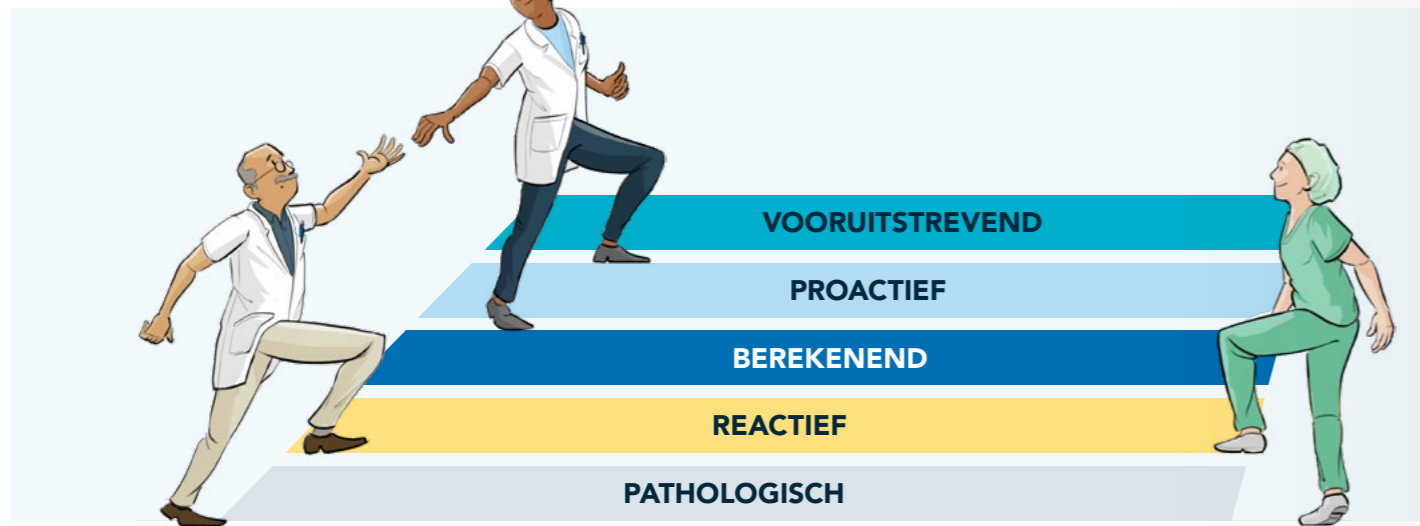 VOORUITSTREVEND
PROACTIEF
BEREKENEND
REACTIEF
PATHOLOGISCH